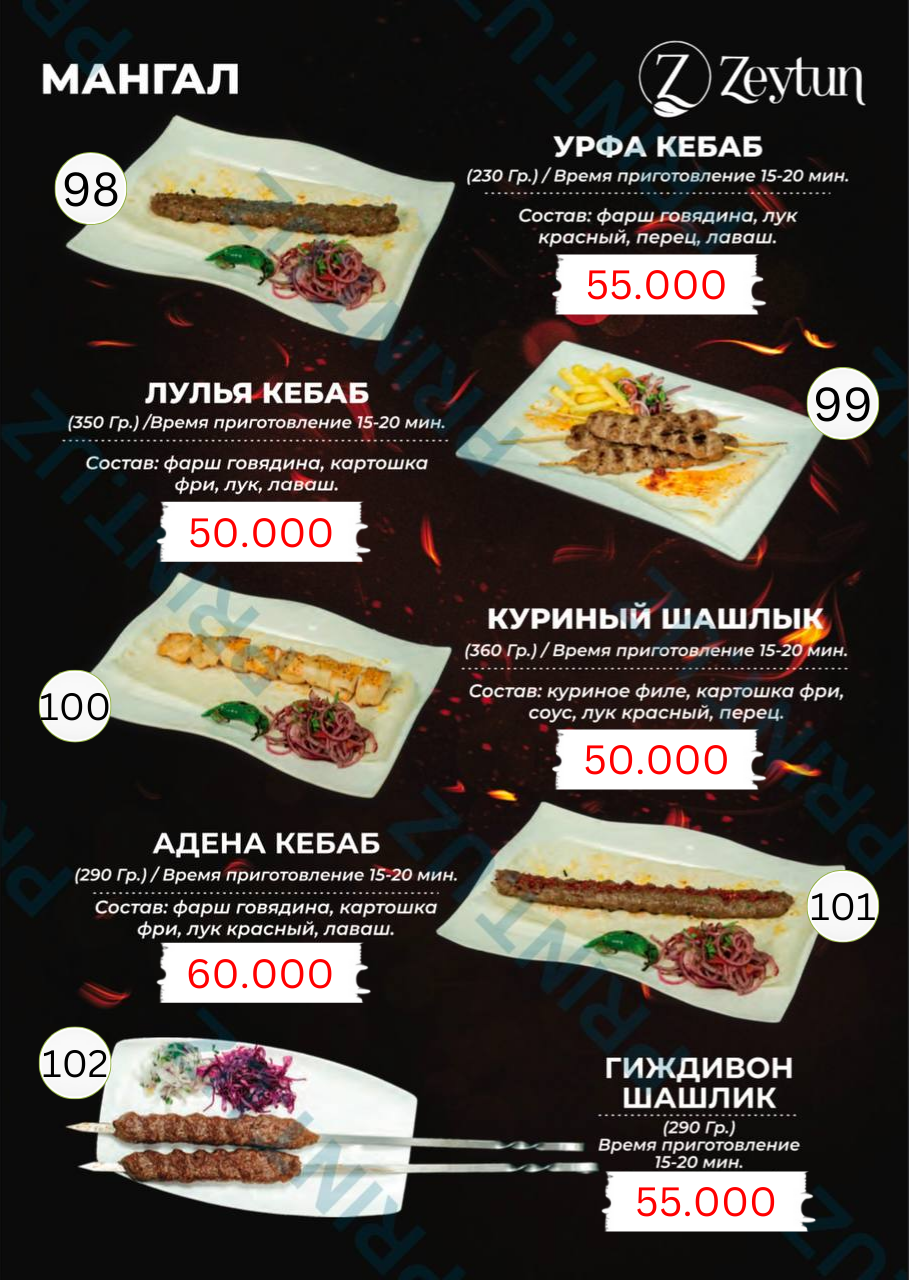 МАНГАЛ
Z Zeytun
98
УРФА КЕБАБ
(230 Гр.) / Время приготовление 15-20 мин.
Состав: фарш говядина, лук
красный, перец, лаваш.
55.000
99
ЛУЛЬЯ КЕБАБ
(350 Гр.) /Время приготовление 15-20 мин.
Состав: фарш говядина, картошка
фри, лук, лаваш.
50.000
100
КУРИНЫЙ ШАШЛЫК
(360 Гр.) / Время приготовление 15-20 мин.
Состав: куриное филе, картошка фри,
соус, лук красный, перец.
50.000
101
АДЕНА КЕБАБ
(290 Гр.) / Время приготовление 15-20 мин.
Состав: фарш говядина, картошка
фри, лук красный, лаваш.
60.000
102
ГИЖДИВОН
ШАШЛИК
(290 Гр.)
Время приготовление
15-20 мин.
55.000